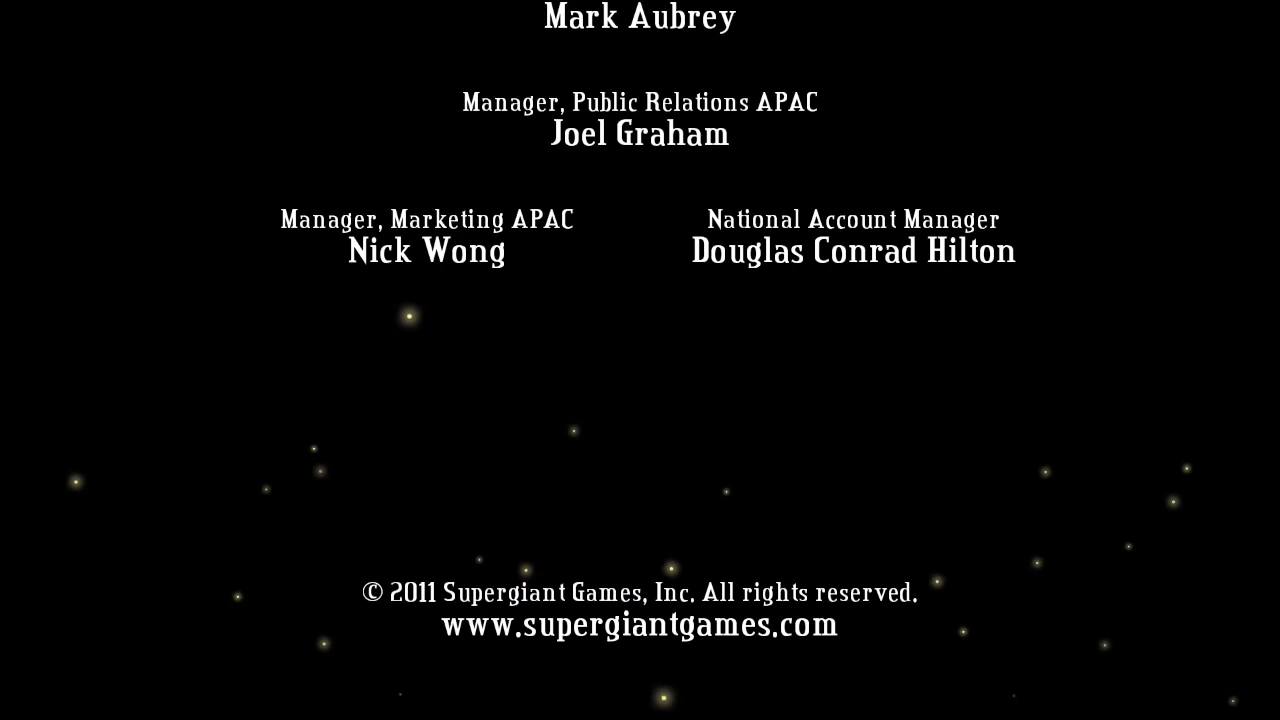 Mark Aubrey
Manager, Public Relations APAC
Joel Graham
Manager, Marketing APAC
Nick Wong
National Account Manager
Douglas Conrad Hilton
© 2011 Supergiant Games, Inc. All rights reserved.
www.supergiantgames.com